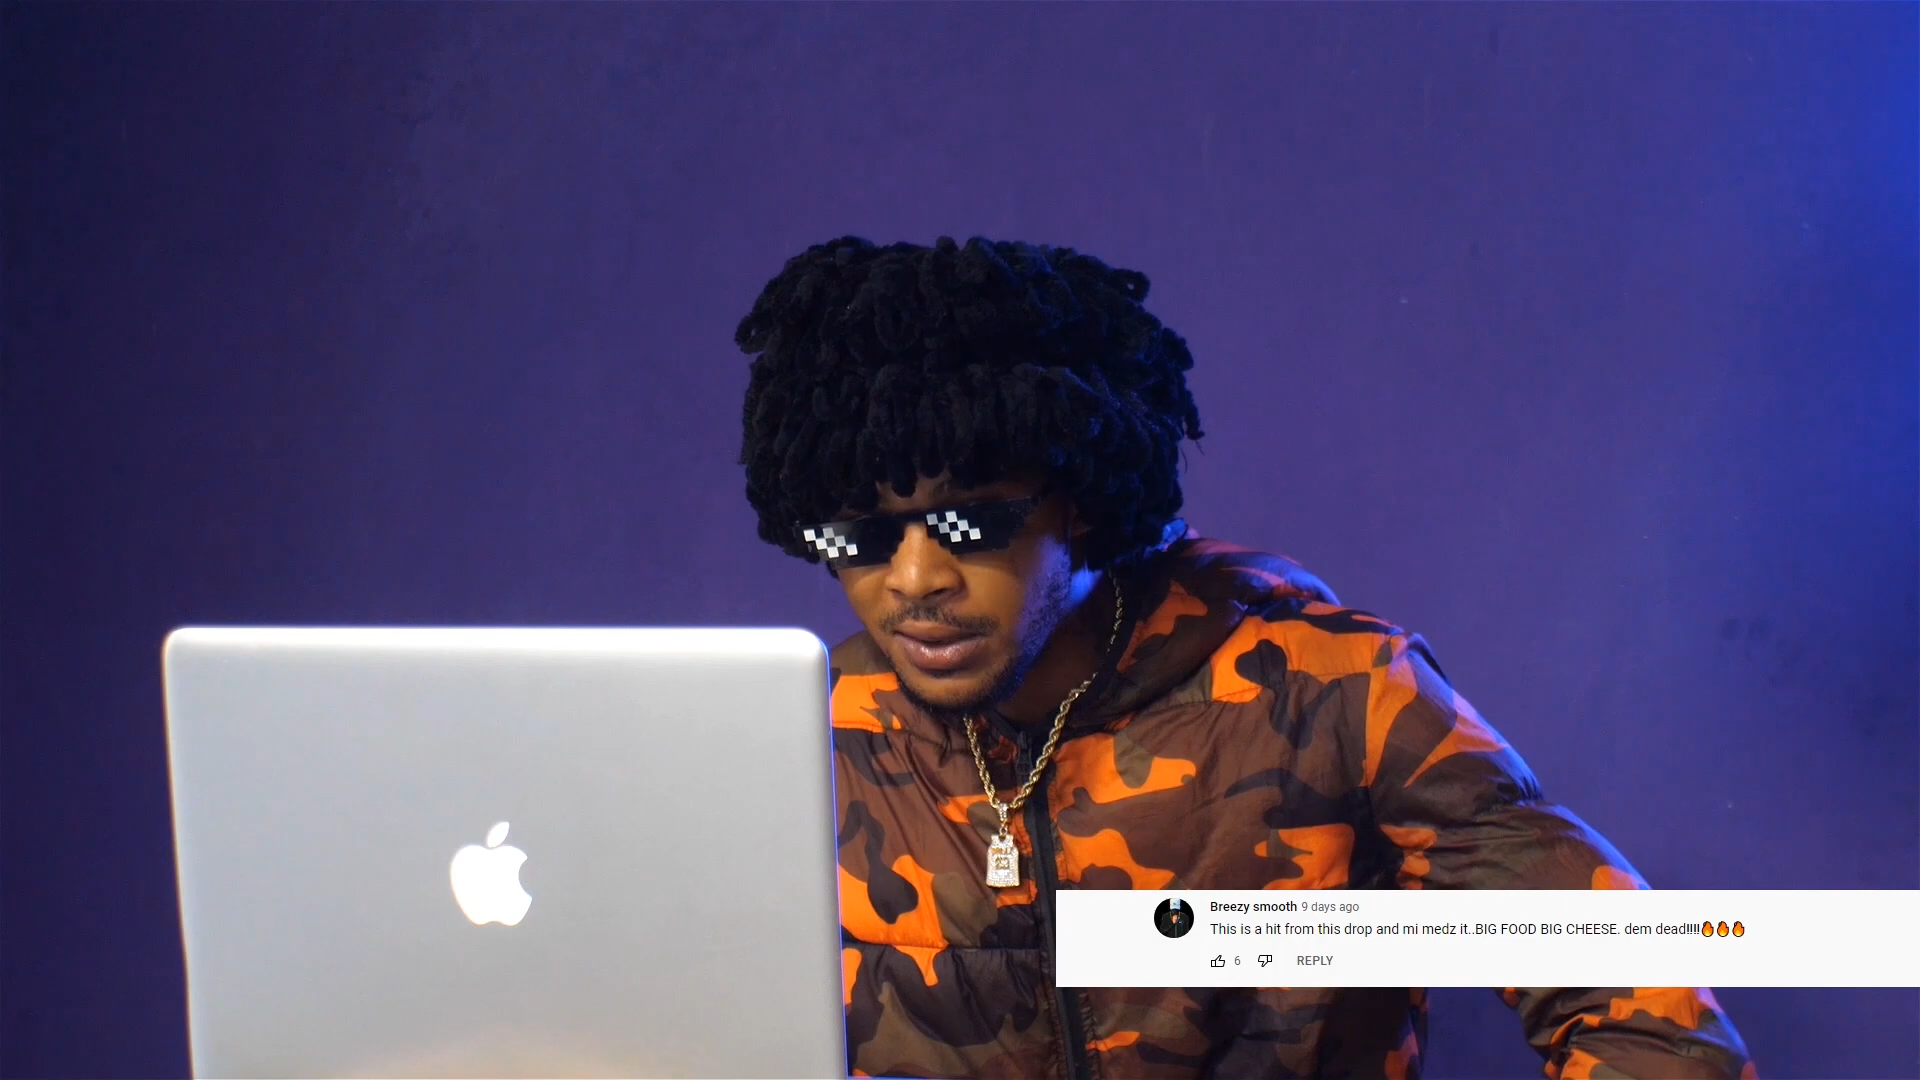 Breezy smooth 9 days ago
This is a hit from this drop and mi medz it..BIG FOOD BIG CHEESE. dem dead!!!!🔥🔥🔥
6 REPLY